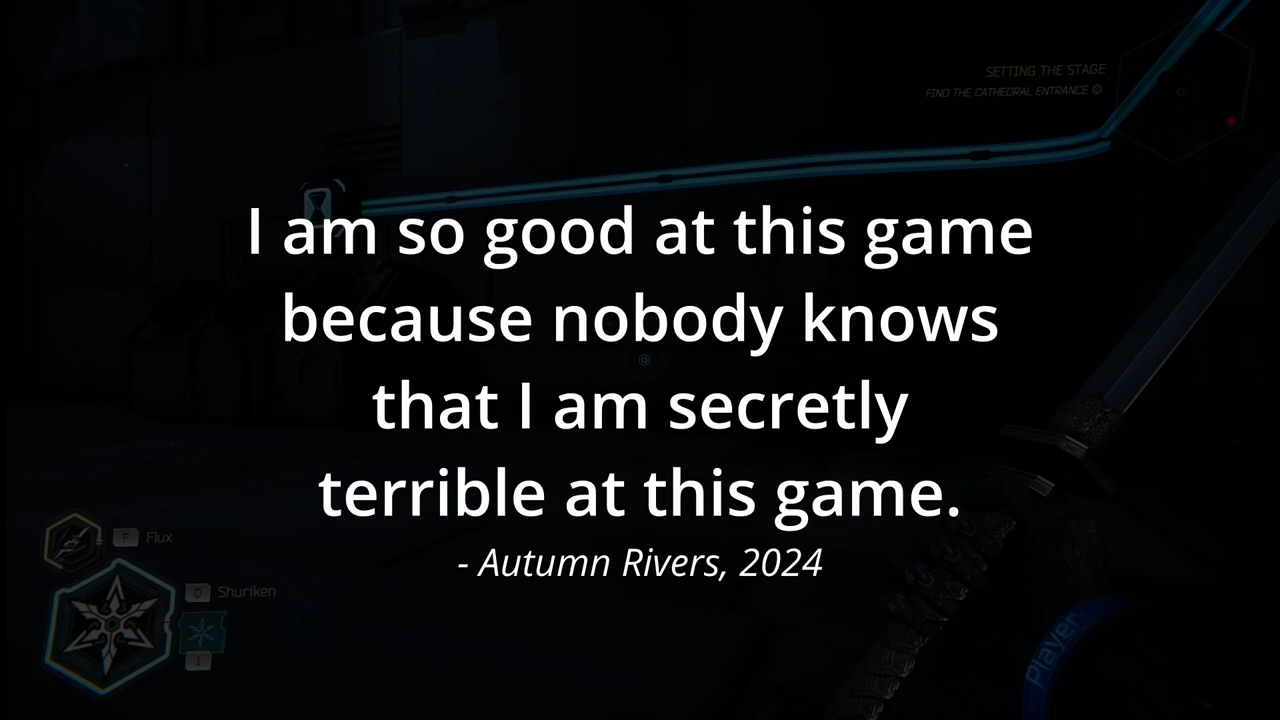 SETTING THE STAGE
FIND THE CATHEDRAL ENTRANCE
I am so good at this game
because nobody knows
that I am secretly
terrible at this game.
- Autumn Rivers, 2024
F Flux
Q Shuriken
1
Player